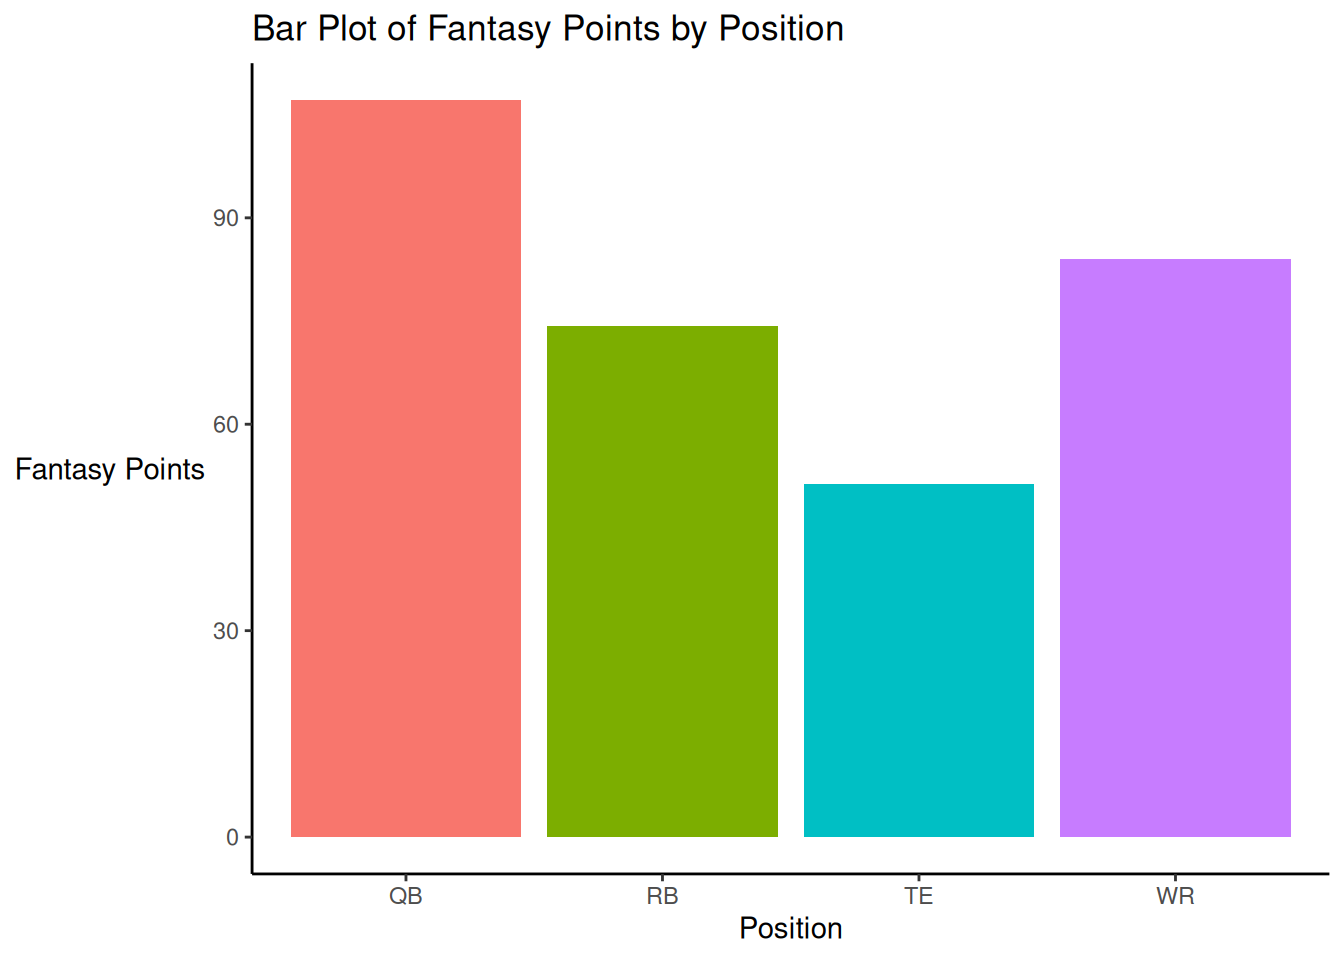 Bar Plot of Fantasy Points by Position
90
60
Fantasy Points
30
0
QB RB TE WR
Position